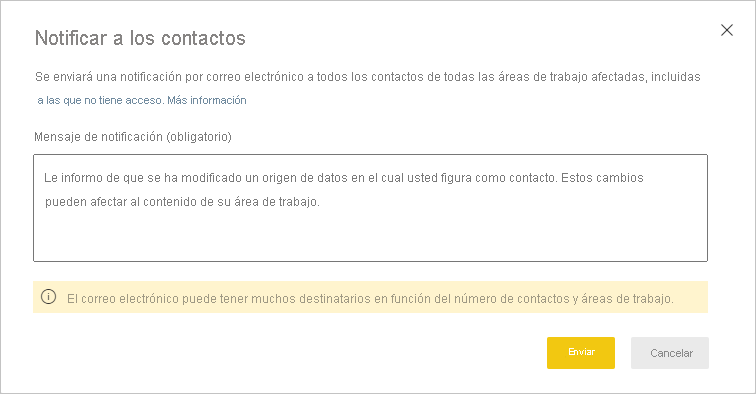 Notificar a los contactos
Se enviará una notificación por correo electrónico a todos los contactos de todas las áreas de trabajo afectadas, incluidas
a las que no tiene acceso. Más información
Mensaje de notificación (obligatorio)
Le informo de que se ha modificado un origen de datos en el cual usted figura como contacto. Estos cambios
pueden afectar al contenido de su área de trabajo.
El correo electrónico puede tener muchos destinatarios en función del número de contactos y áreas de trabajo.
Enviar
Cancelar